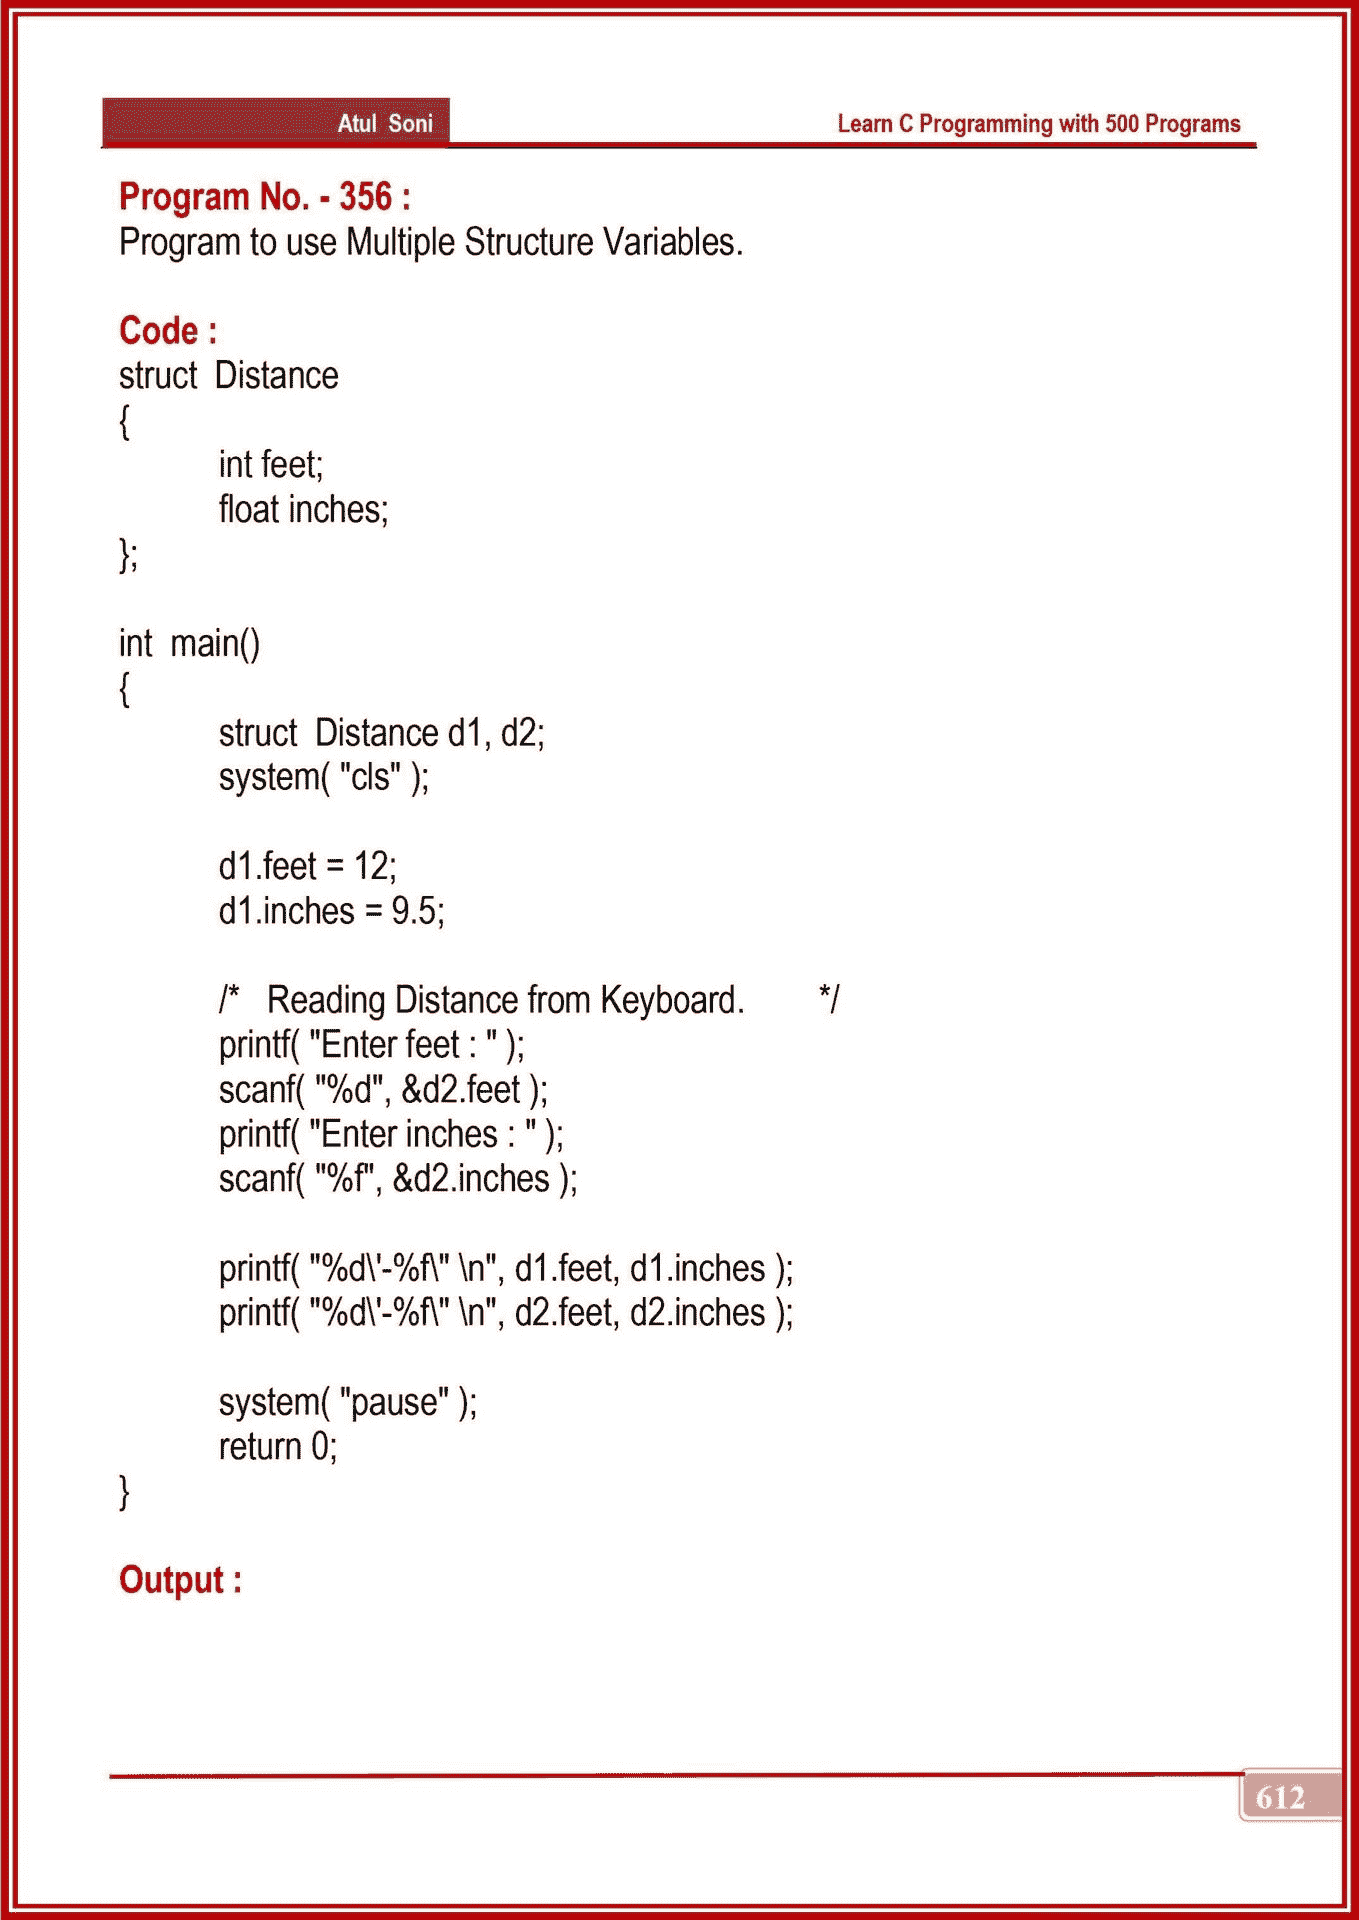 Atul Soni
Learn C Programming with 500 Programs
Program No. - 356 :
Program to use Multiple Structure Variables.
Code :
struct Distance
{
int feet;
float inches;
};
int main()
{
struct Distance d1, d2;
system( "cls" );
d1.feet = 12;
d1.inches = 9.5;
/* Reading Distance from Keyboard. */
printf( "Enter feet : " );
scanf( "%d", &d2.feet );
printf( "Enter inches : " );
scanf( "%f", &d2.inches );
printf( "%d\'-%f\" \n", d1.feet, d1.inches );
printf( "%d\'-%f\" \n", d2.feet, d2.inches );
system( "pause" );
return 0;
}
Output :
612